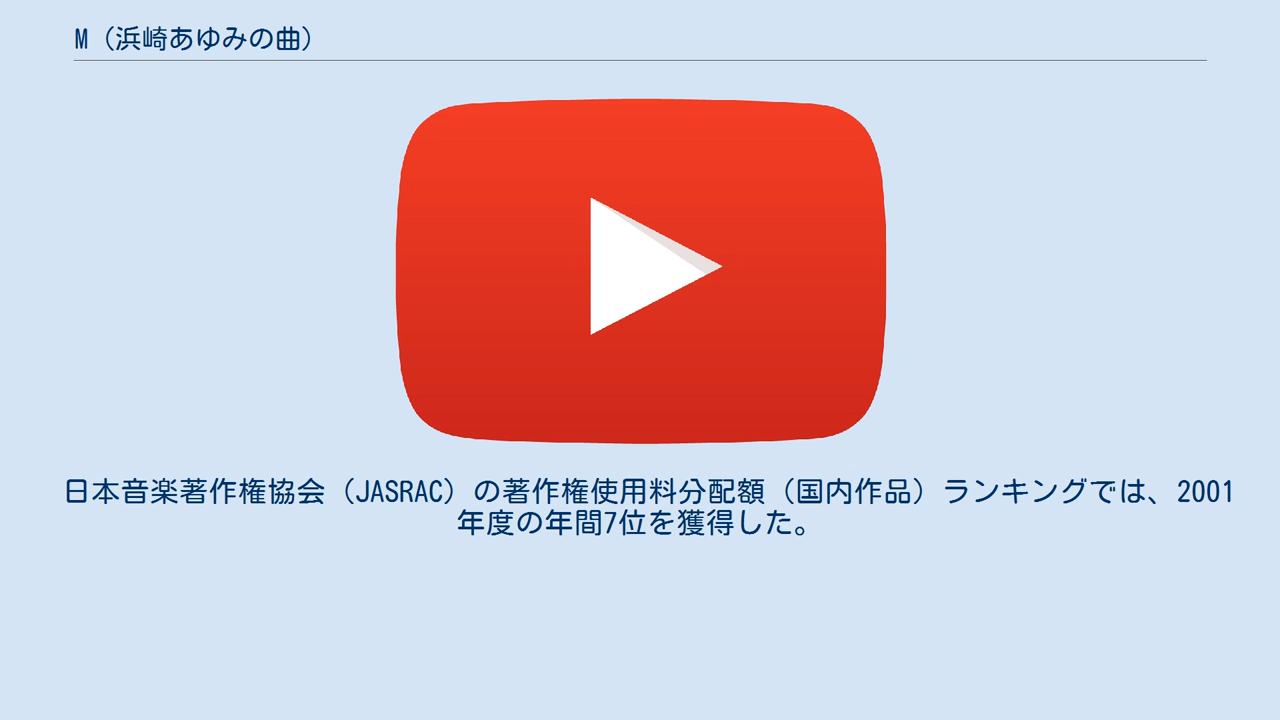 M（浜崎あゆみの曲）
日本音楽著作権協会（JASRAC）の著作権使用料分配額（国内作品）ランキングでは、2001
年度の年間7位を獲得した。